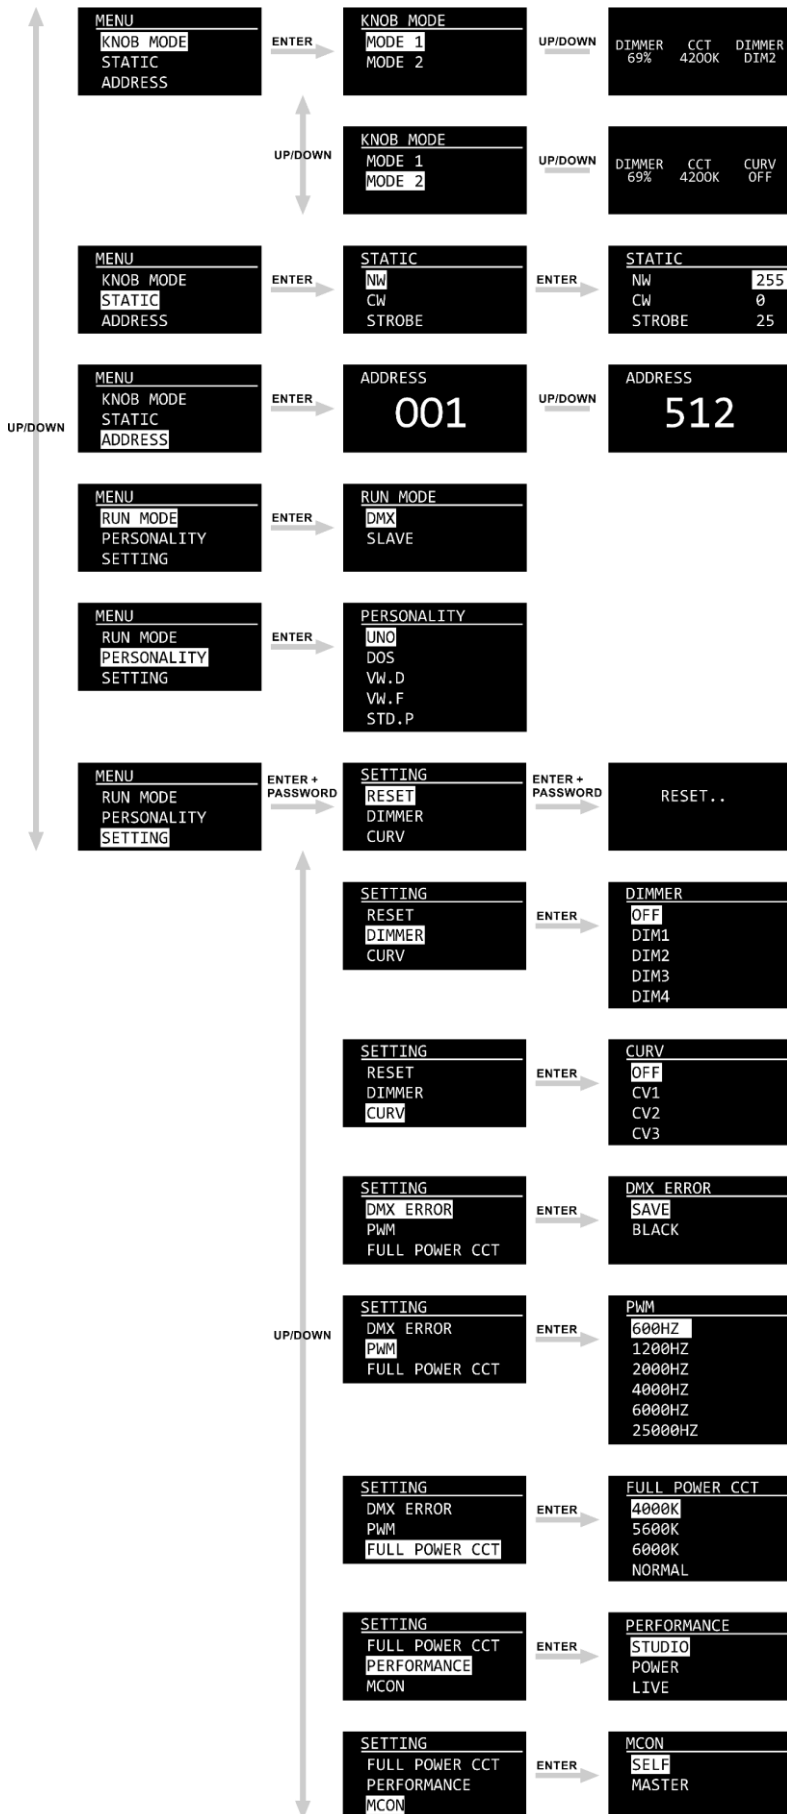 MENU
KNOB MODE
STATIC
ADDRESS
ENTER
KNOB MODE
MODE 1
MODE 2
UP/DOWN
DIMMER CCT DIMMER
69% 4200K DIM2
UP/DOWN
KNOB MODE
MODE 1
MODE 2
UP/DOWN
DIMMER CCT CURV
69% 4200K OFF
MENU
KNOB MODE
STATIC
ADDRESS
ENTER
STATIC
NW
CW
STROBE
ENTER
STATIC
NW 255
CW 0
STROBE 25
UP/DOWN
MENU
KNOB MODE
STATIC
ADDRESS
ENTER
ADDRESS
001
UP/DOWN
ADDRESS
512
MENU
RUN MODE
PERSONALITY
SETTING
ENTER
RUN MODE
DMX
SLAVE
MENU
RUN MODE
PERSONALITY
SETTING
ENTER
PERSONALITY
UNO
DOS
VW.D
VW.F
STD.P
MENU
RUN MODE
PERSONALITY
SETTING
ENTER +
PASSWORD
SETTING
RESET
DIMMER
CURV
ENTER +
PASSWORD
RESET..
SETTING
RESET
DIMMER
CURV
ENTER
DIMMER
OFF
DIM1
DIM2
DIM3
DIM4
SETTING
RESET
DIMMER
CURV
ENTER
CURV
OFF
CV1
CV2
CV3
SETTING
DMX ERROR
PWM
FULL POWER CCT
ENTER
DMX ERROR
SAVE
BLACK
UP/DOWN
SETTING
DMX ERROR
PWM
FULL POWER CCT
ENTER
PWM
600HZ
1200HZ
2000HZ
4000HZ
6000HZ
25000HZ
SETTING
DMX ERROR
PWM
FULL POWER CCT
ENTER
FULL POWER CCT
4000K
5600K
6000K
NORMAL
SETTING
FULL POWER CCT
PERFORMANCE
MCON
ENTER
PERFORMANCE
STUDIO
POWER
LIVE
SETTING
FULL POWER CCT
PERFORMANCE
MCON
ENTER
MCON
SELF
MASTER